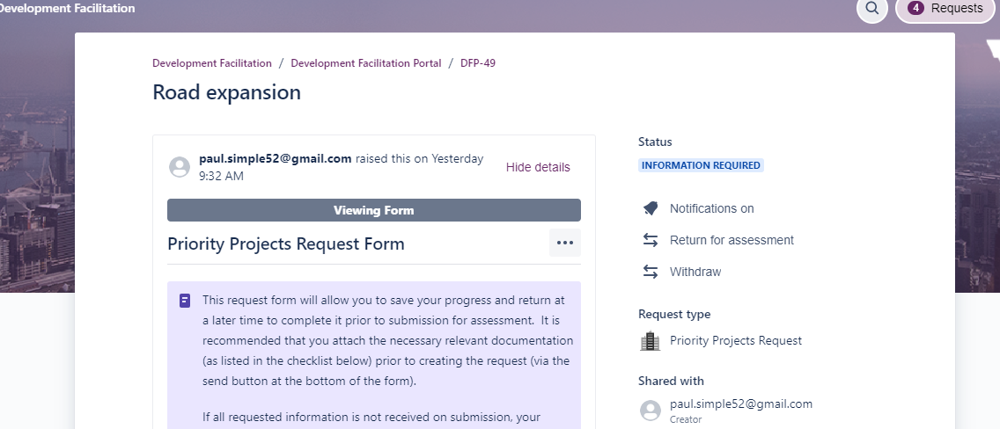 Development Facilitation
4 Requests
Development Facilitation / Development Facilitation Portal / DFP-49
Road expansion
paul.simple52@gmail.com raised this on Yesterday
9:32 AM
Hide details
Viewing Form
Priority Projects Request Form
This request form will allow you to save your progress and return at
a later time to complete it prior to submission for assessment.  It is
recommended that you attach the necessary relevant documentation
(as listed in the checklist below) prior to creating the request (via the
send button at the bottom of the form).
If all requested information is not received on submission, your
Status
INFORMATION REQUIRED
Notifications on
Return for assessment
Withdraw
Request type
Priority Projects Request
Shared with
paul.simple52@gmail.com
Creator